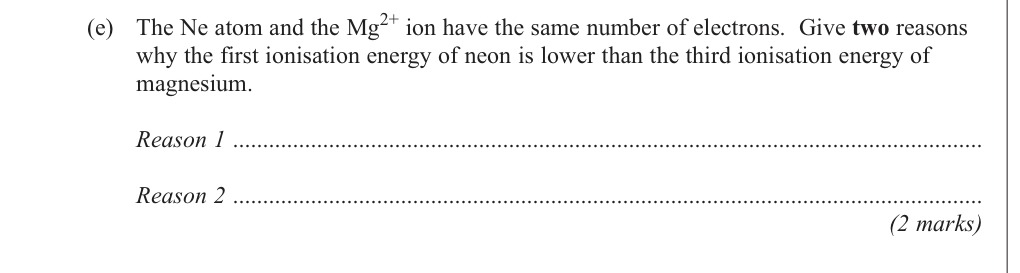 (e) The Ne atom and the Mg²⁺ ion have the same number of electrons. Give two reasons
why the first ionisation energy of neon is lower than the third ionisation energy of
magnesium.
Reason 1 ..............................................................................................................................
Reason 2 ..............................................................................................................................
(2 marks)